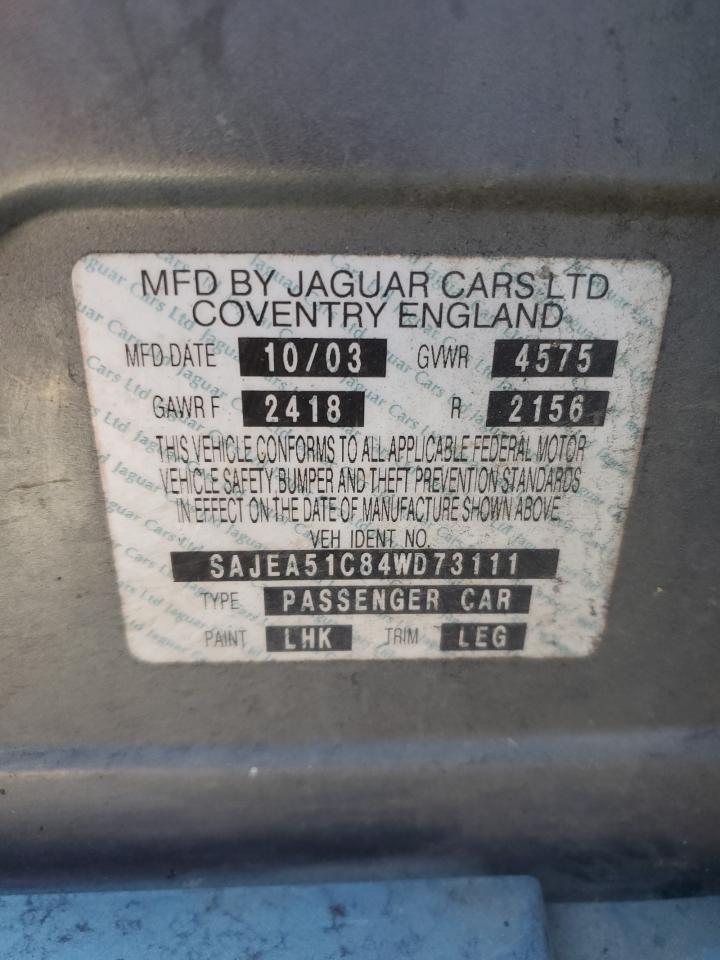 MFD BY JAGUAR CARS LTD
COVENTRY ENGLAND
MFD DATE 10/03 GVWR 4575
GAWR F 2418 R 2156
THIS VEHICLE CONFORMS TO ALL APPLICABLE FEDERAL MOTOR
VEHICLE SAFETY BUMPER AND THEFT PREVENTION STANDARDS
IN EFFECT ON THE DATE OF MANUFACTURE SHOWN ABOVE
VEH IDENT NO.
SAJEA51C84WD73111
TYPE PASSENGER CAR
PAINT LHK TRIM LEG